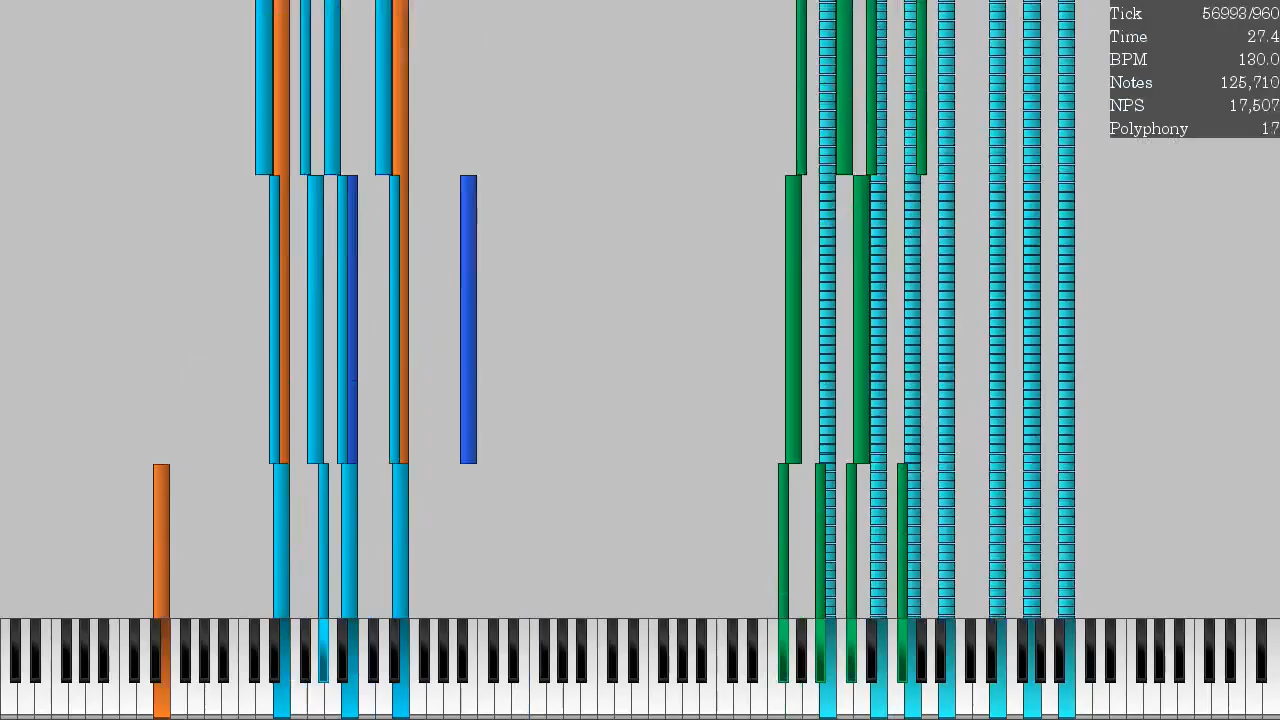 Tick 56993/960
Time 27.4
BPM 130.0
Notes 125,710
NPS 17,507
Polyphony 17